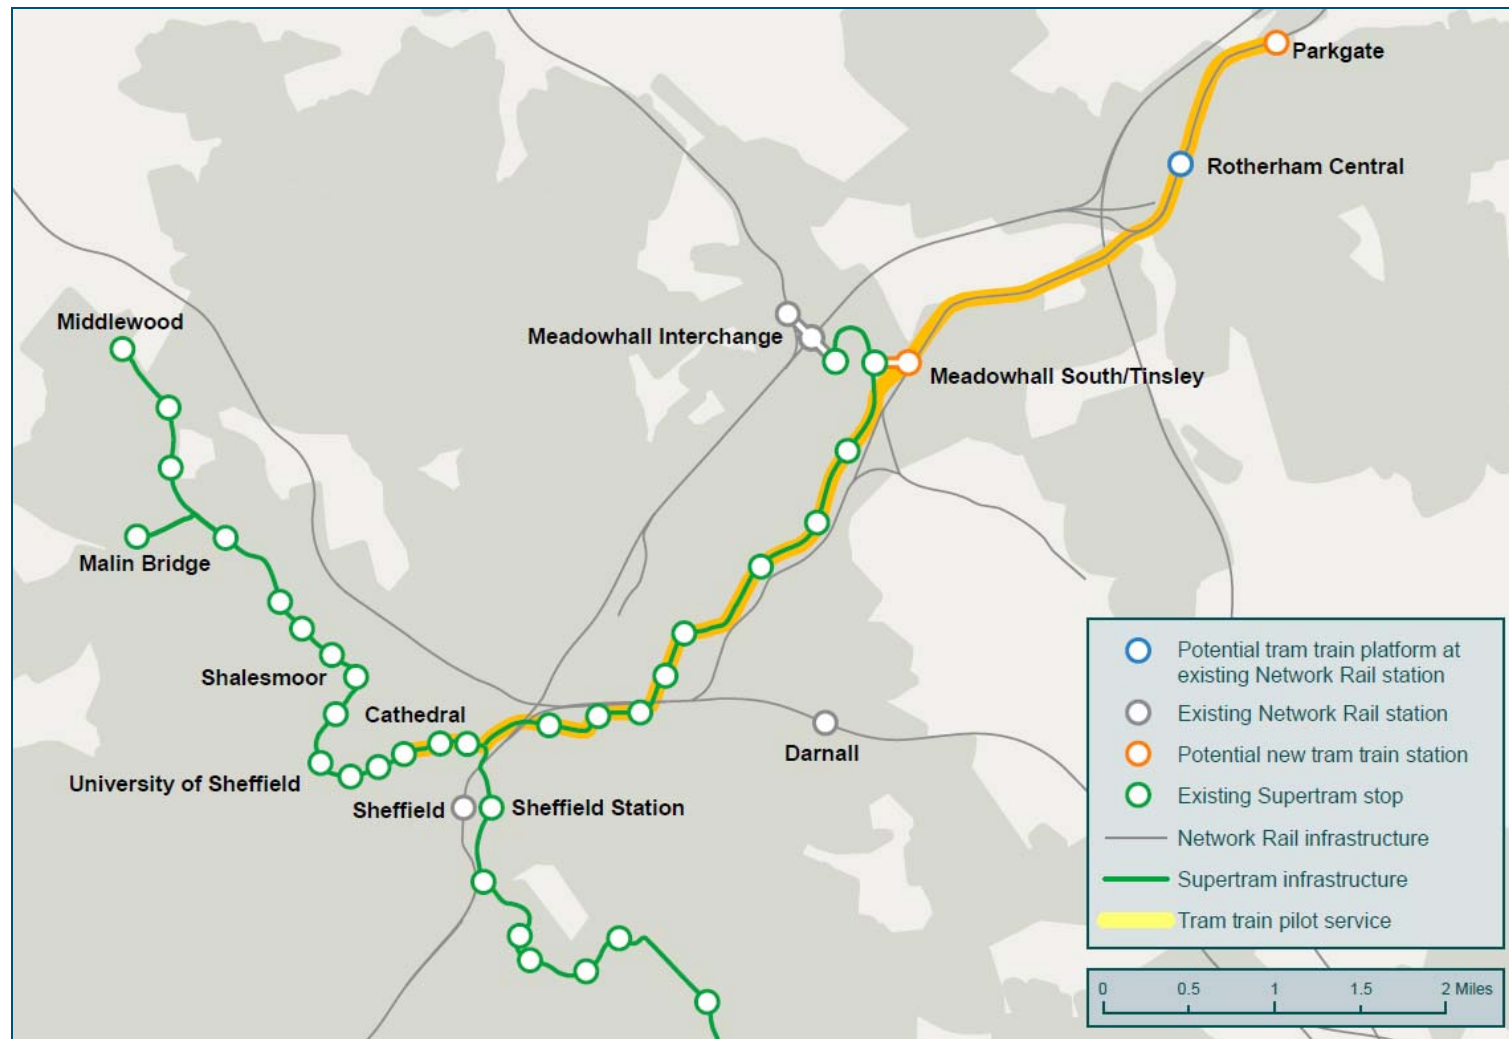 Parkgate
Rotherham Central
Middlewood
Meadowhall Interchange
Meadowhall South/Tinsley
Malin Bridge
Shalesmoor
Cathedral
University of Sheffield
Darnall
Sheffield
Sheffield Station
Potential tram train platform at
existing Network Rail station
Existing Network Rail station
Potential new tram train station
Existing Supertram stop
Network Rail infrastructure
Supertram infrastructure
Tram train pilot service
0 0.5 1 1.5 2 Miles